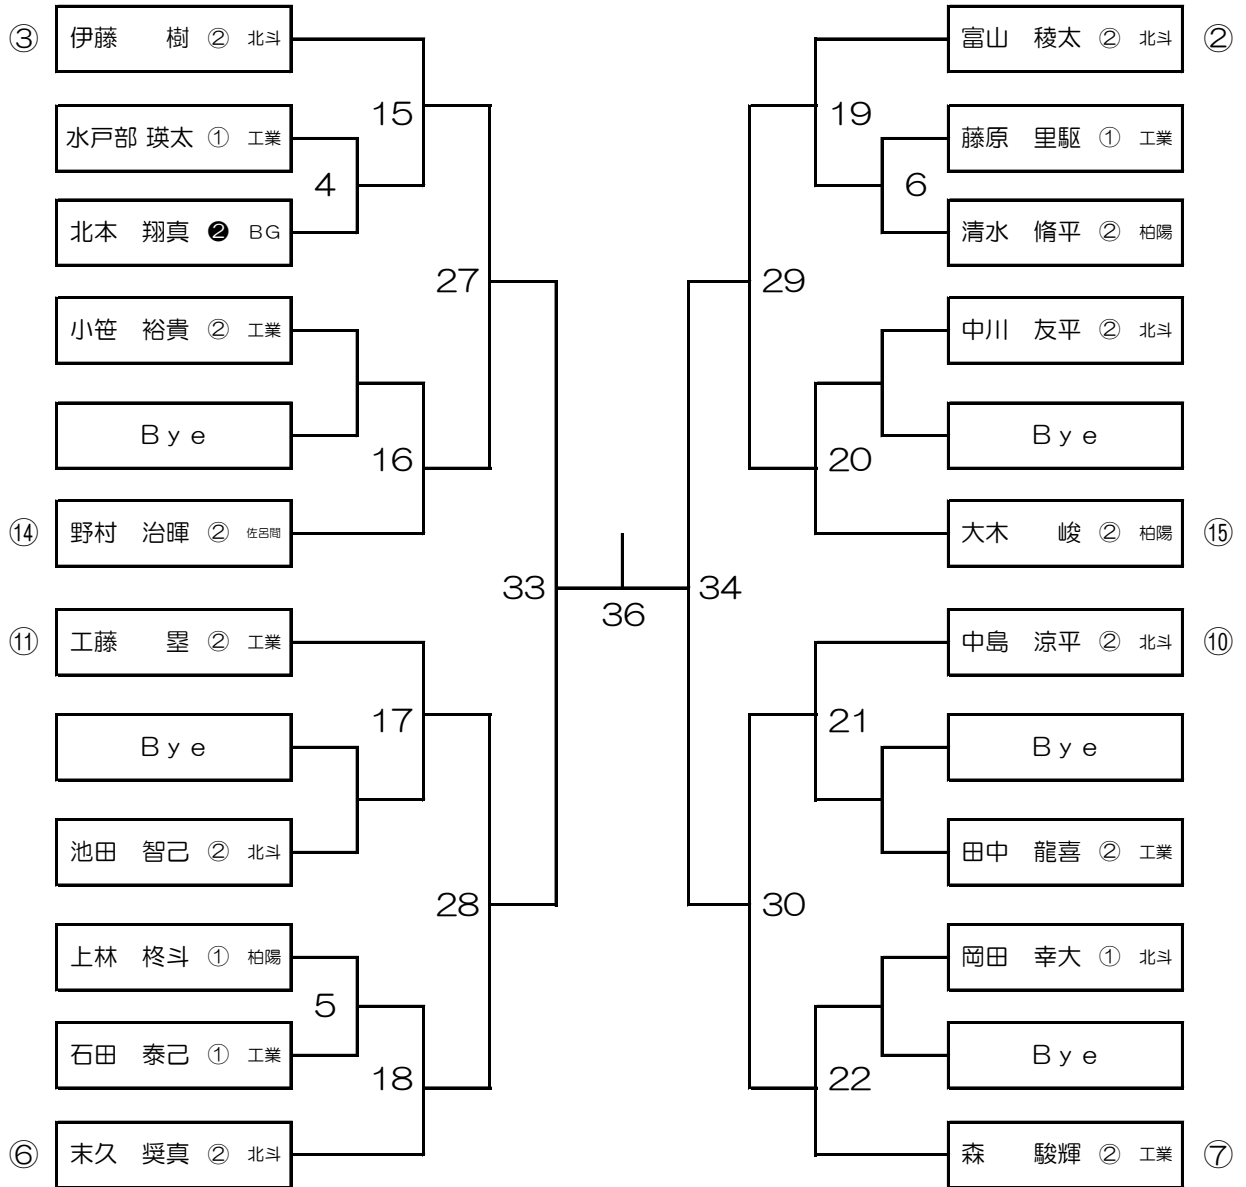 ③ 伊藤 樹 ② 北斗
水戸部 瑛太 ① 工業
北本 翔真 ❷ BG
小笹 裕貴 ② 工業
Bye
⑭ 野村 治暉 ② 佐呂間
⑪ 工藤 塁 ② 工業
Bye
池田 智己 ② 北斗
上林 柊斗 ① 柏陽
石田 泰己 ① 工業
⑥ 末久 奨真 ② 北斗
15
4
27
16
33
17
28
5
18
36
富山 稜太 ② 北斗 ②
藤原 里駆 ① 工業
清水 脩平 ② 柏陽
中川 友平 ② 北斗
Bye
大木 峻 ② 柏陽 ⑮
中島 涼平 ② 北斗 ⑩
Bye
田中 龍喜 ② 工業
岡田 幸大 ① 北斗
Bye
森 駿輝 ② 工業 ⑦
19
6
29
20
34
21
30
22